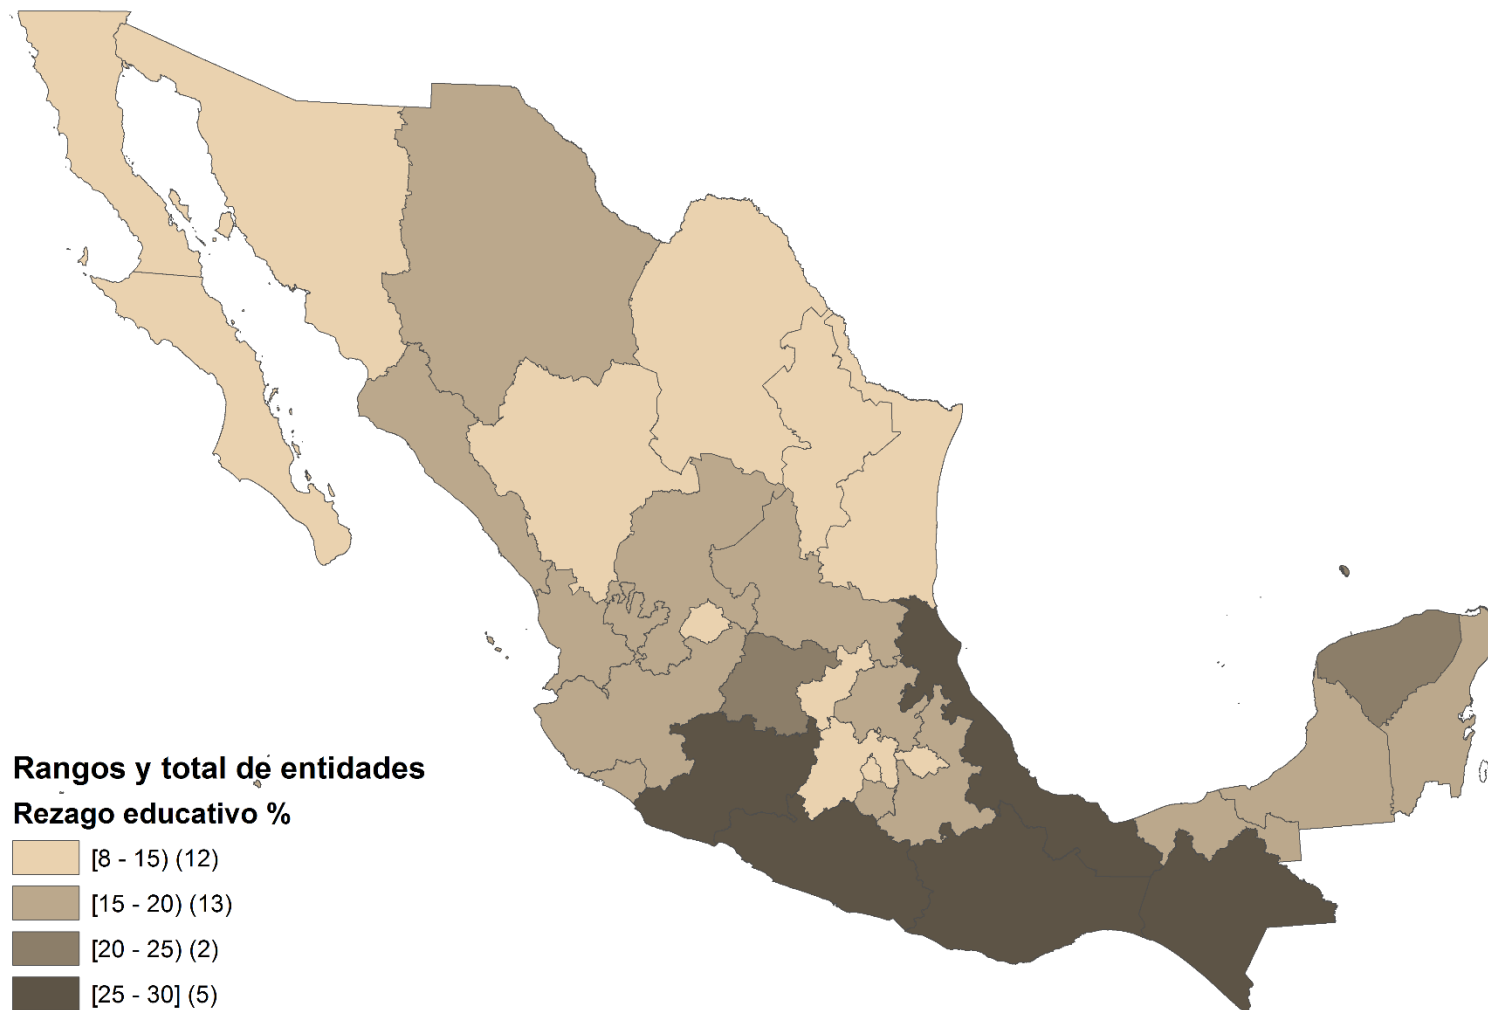 Rangos y total de entidades
Rezago educativo %
[8 - 15) (12)
[15 - 20) (13)
[20 - 25) (2)
[25 - 30] (5)